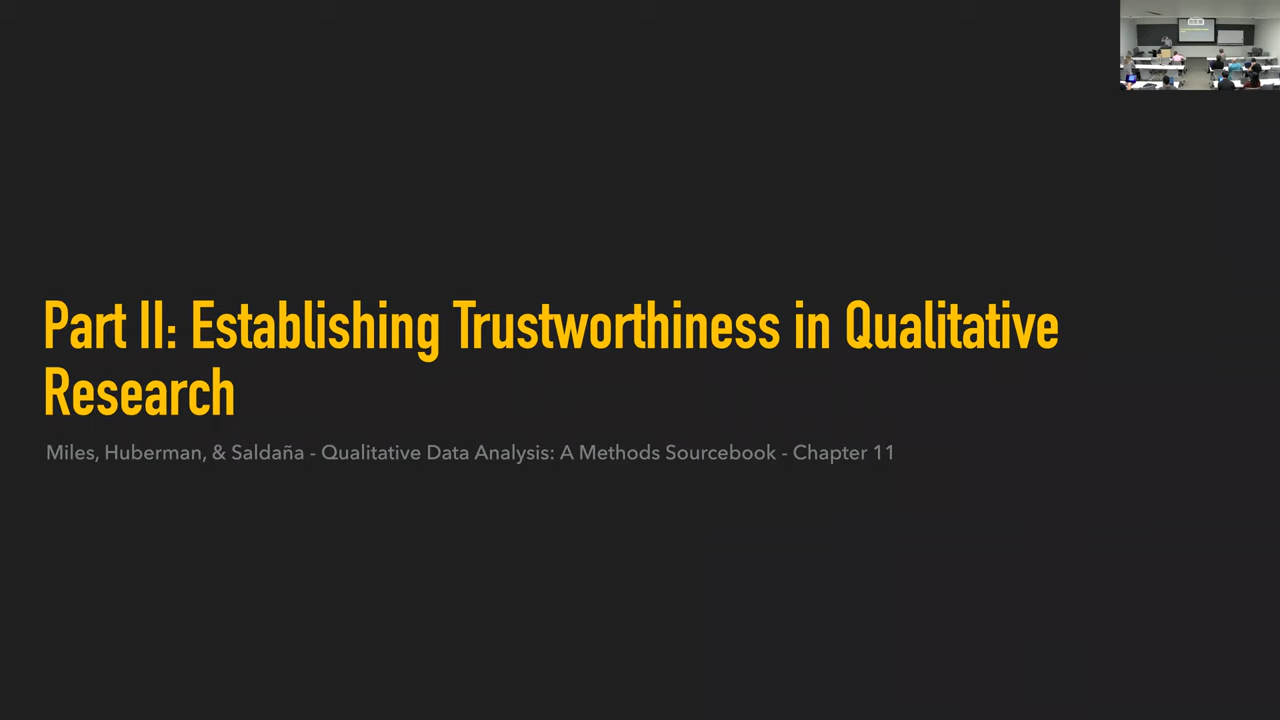 Part II: Establishing Trustworthiness in Qualitative
Research
Miles, Huberman, & Saldaña - Qualitative Data Analysis: A Methods Sourcebook - Chapter 11